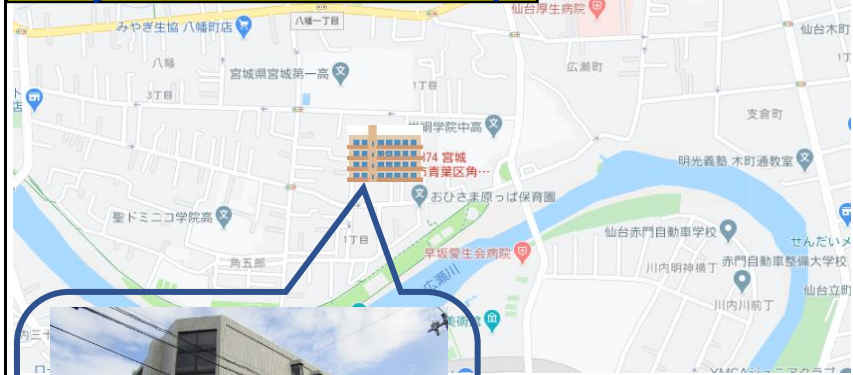 仙台厚生病院
みやぎ生協 八幡町店
八幡一丁目
仙台木町
八幡
宮城県宮城第一高
広瀬町
1丁目
3丁目
店
支倉町
学院中高
宮城
青葉区角…
明光義塾 木町通教室
おひさま原っぱ保育園
聖ドミニコ学院高
仙台赤門自動車学校
せんだいメ
1丁目
早坂愛生会病院
角五郎
川内明神横丁
赤門自動車整備大学校
広瀬川
川内川前丁
仙台立町
美術館